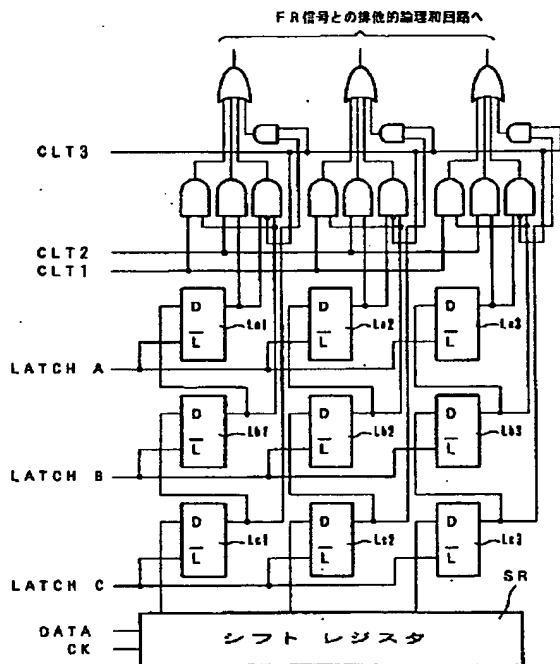 FR信号との排他的論理和回路へ
CLT3
CLT2
CLT1
D
L
La1
D
L
La2
D
L
La3
LATCH A
D
L
Lb1
D
L
Lb2
D
L
Lb3
LATCH B
D
L
Lc1
D
L
Lc2
D
L
Lc3
LATCH C
SR
DATA
CK
シフト レジスタ